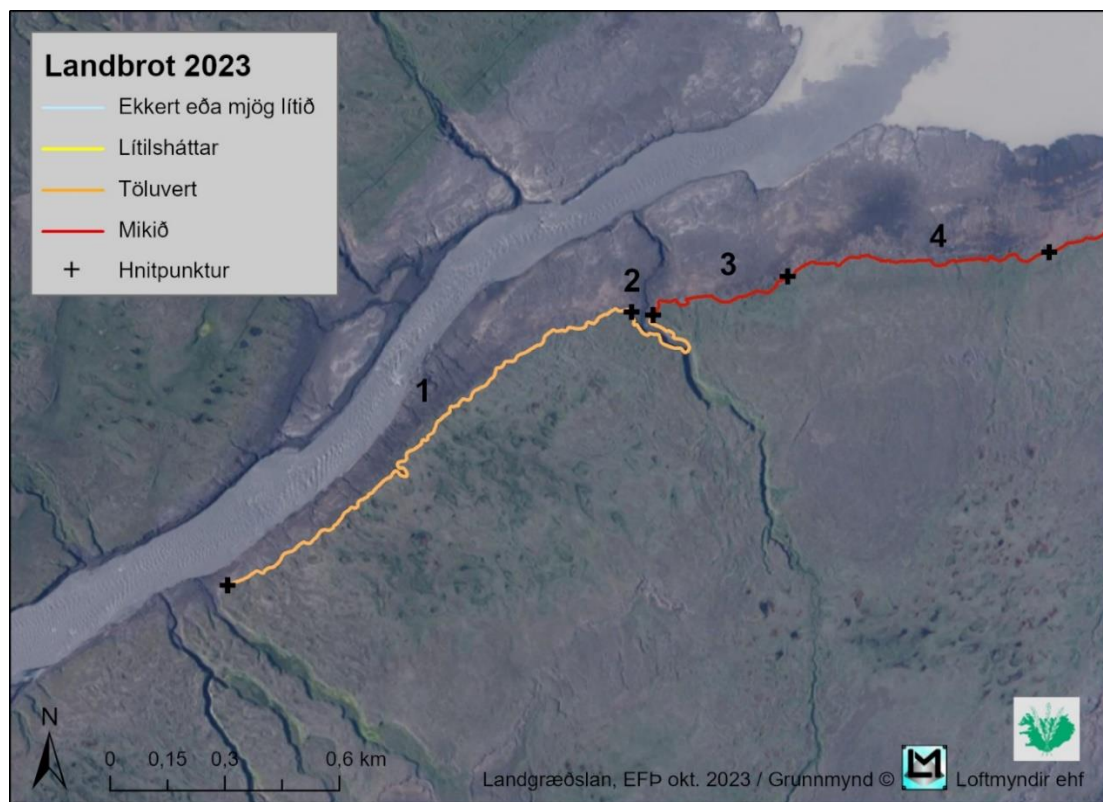 Landbrot 2023
Ekkert eða mjög lítið
Lítilsháttar
Töluvert
Mikið
Hnitpunktur
1
2
3
4
N
0 0,15 0,3 0,6 km
Landgræðslan, EFÞ okt. 2023 / Grunnmynd © LM Loftmyndir ehf